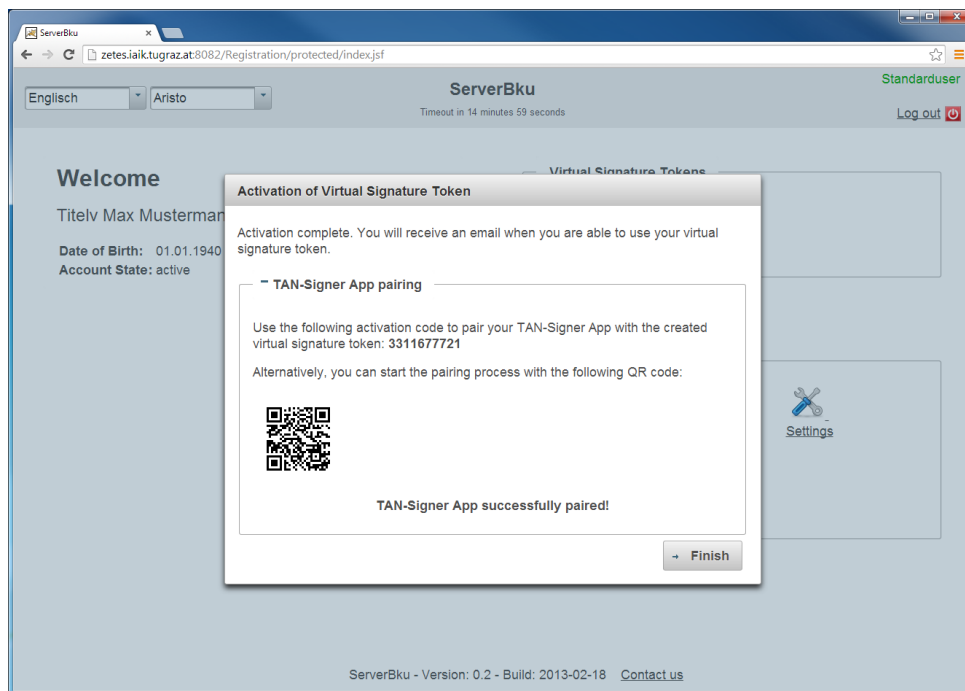 ServerBku
zetes.iaik.tugraz.at:8082/Registration/protected/index.jsf
Englisch
Aristo
ServerBku
Timeout in 14 minutes 59 seconds
Standarduser
Log out
Welcome
Titelv Max Musterman
Date of Birth: 01.01.1940
Account State: active
Virtual Signature Tokens
Activation of Virtual Signature Token
Activation complete. You will receive an email when you are able to use your virtual
signature token.
TAN-Signer App pairing
Use the following activation code to pair your TAN-Signer App with the created
virtual signature token: 3311677721
Alternatively, you can start the pairing process with the following QR code:
TAN-Signer App successfully paired!
Finish
Settings
ServerBku - Version: 0.2 - Build: 2013-02-18 Contact us